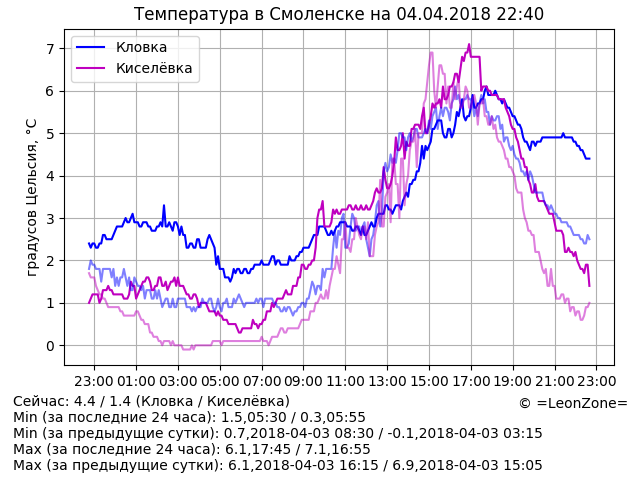 Температура в Смоленске на 04.04.2018 22:40
Кловка
Киселёвка
градусов Цельсия, °C
7
6
5
4
3
2
1
0
23:00 01:00 03:00 05:00 07:00 09:00 11:00 13:00 15:00 17:00 19:00 21:00 23:00
Сейчас: 4.4 / 1.4 (Кловка / Киселёвка)
© =LeonZone=
Min (за последние 24 часа): 1.5,05:30 / 0.3,05:55
Min (за предыдущие сутки): 0.7,2018-04-03 08:30 / -0.1,2018-04-03 03:15
Max (за последние 24 часа): 6.1,17:45 / 7.1,16:55
Max (за предыдущие сутки): 6.1,2018-04-03 16:15 / 6.9,2018-04-03 15:05